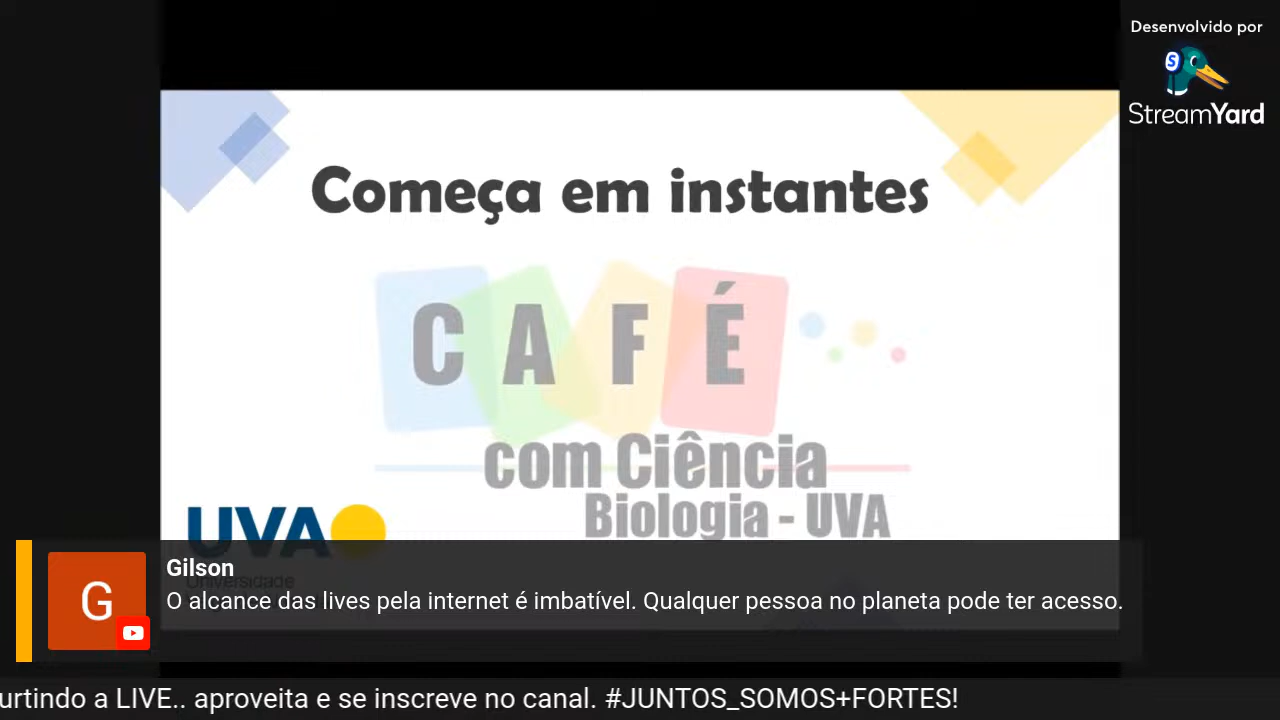 Desenvolvido por
S
StreamYard
Começa em instantes
CAFÉ
com Ciência
Biologia - UVA
UVA
Universidade
G
Gilson
O alcance das lives pela internet é imbatível. Qualquer pessoa no planeta pode ter acesso.
urtindo a LIVE.. aproveita e se inscreve no canal. #JUNTOS_SOMOS+FORTES!